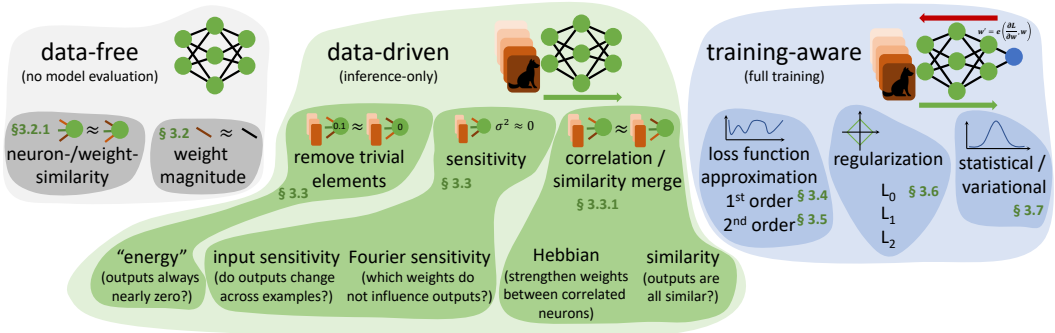 data-free
(no model evaluation)
§3.2.1
≈
neuron-/weight-
similarity
§3.2
≈
weight
magnitude
data-driven
(inference-only)
0.1 ≈ 0
remove trivial
elements
§ 3.3
σ² ≈ 0
sensitivity
§ 3.3
≈
correlation /
similarity merge
§ 3.3.1
"energy"
(outputs always
nearly zero?)
input sensitivity
(do outputs change
across examples?)
Fourier sensitivity
(which weights do
not influence outputs?)
Hebbian
(strengthen weights
between correlated
neurons)
similarity
(outputs are
all similar?)
training-aware
(full training)
w' = e(∂L/∂w, w)
loss function
approximation
1st order § 3.4
2nd order § 3.5
regularization
L₀ § 3.6
L₁
L₂
statistical /
variational
§ 3.7